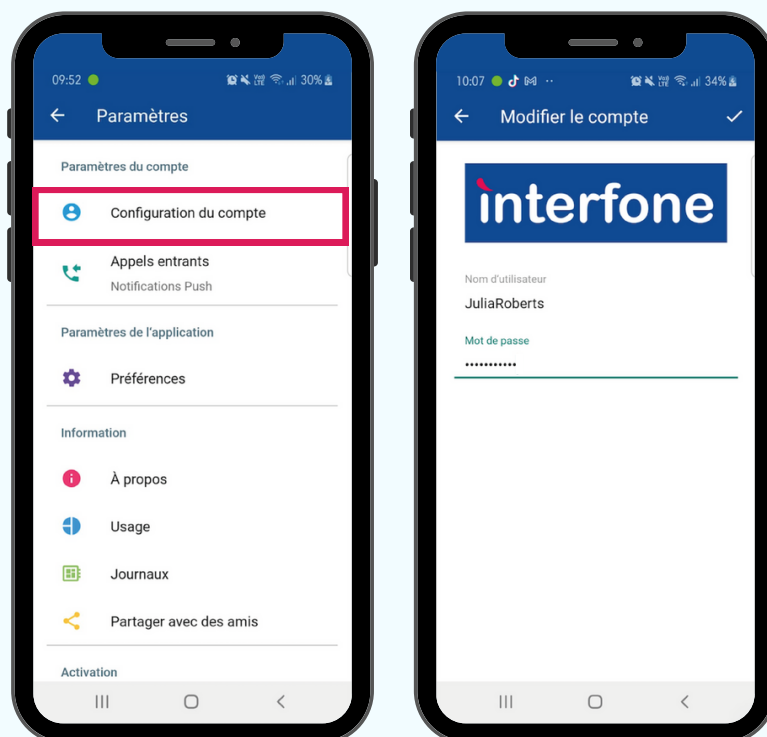 09:52
30%
Paramètres
Paramètres du compte
Configuration du compte
Appels entrants
Notifications Push
Paramètres de l'application
Préférences
Information
À propos
Usage
Journaux
Partager avec des amis
Activation
10:07
34%
Modifier le compte
interfone
Nom d'utilisateur
JuliaRoberts
Mot de passe
•••••••••••